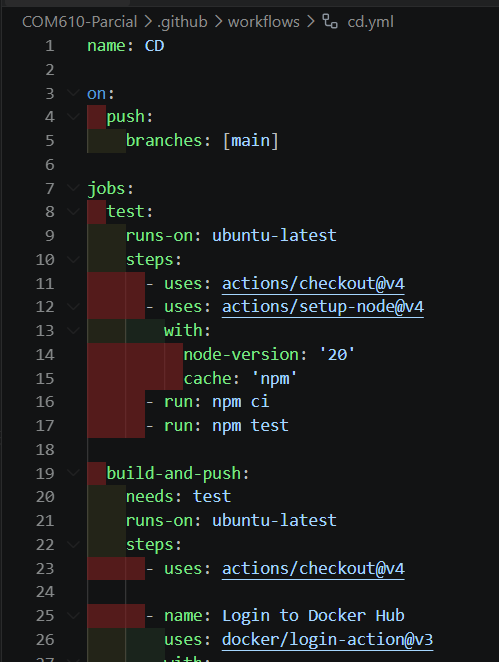 COM610-Parcial > .github > workflows > cd.yml
1 name: CD
2
3 on:
4   push:
5     branches: [main]
6
7 jobs:
8   test:
9     runs-on: ubuntu-latest
10     steps:
11       - uses: actions/checkout@v4
12       - uses: actions/setup-node@v4
13         with:
14           node-version: '20'
15           cache: 'npm'
16       - run: npm ci
17       - run: npm test
18
19   build-and-push:
20     needs: test
21     runs-on: ubuntu-latest
22     steps:
23       - uses: actions/checkout@v4
24
25       - name: Login to Docker Hub
26         uses: docker/login-action@v3
27         with: